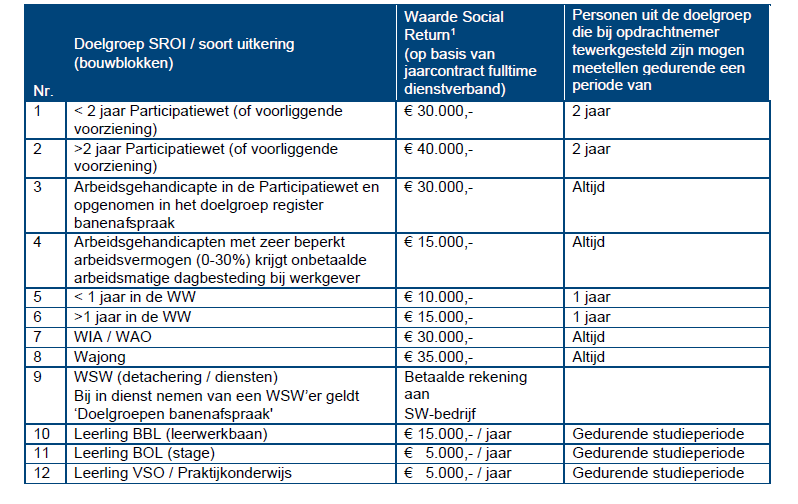 Nr.
Doelgroep SROI / soort uitkering
(bouwblokken)
Waarde Social
Return¹
(op basis van
jaarcontract fulltime
dienstverband)
Personen uit de doelgroep
die bij opdrachtnemer
tewerkgesteld zijn mogen
meetellen gedurende een
periode van
1 < 2 jaar Participatiewet (of voorliggende
voorziening)
€ 30.000,-
2 jaar
2 >2 jaar Participatiewet (of voorliggende
voorziening)
€ 40.000,-
2 jaar
3 Arbeidsgehandicapte in de Participatiewet en
opgenomen in het doelgroep register
banenafspraak
€ 30.000,-
Altijd
4 Arbeidsgehandicapten met zeer beperkt
arbeidsvermogen (0-30%) krijgt onbetaalde
arbeidsmatige dagbesteding bij werkgever
€ 15.000,-
Altijd
5 < 1 jaar in de WW € 10.000,- 1 jaar
6 >1 jaar in de WW € 15.000,- 1 jaar
7 WIA / WAO € 30.000,- Altijd
8 Wajong € 35.000,- Altijd
9 WSW (detachering / diensten)
Bij in dienst nemen van een WSW’er geldt
‘Doelgroepen banenafspraak'
Betaalde rekening
aan
SW-bedrijf
10 Leerling BBL (leerwerkbaan) € 15.000,- / jaar Gedurende studieperiode
11 Leerling BOL (stage) € 5.000,- / jaar Gedurende studieperiode
12 Leerling VSO / Praktijkonderwijs € 5.000,- / jaar Gedurende studieperiode